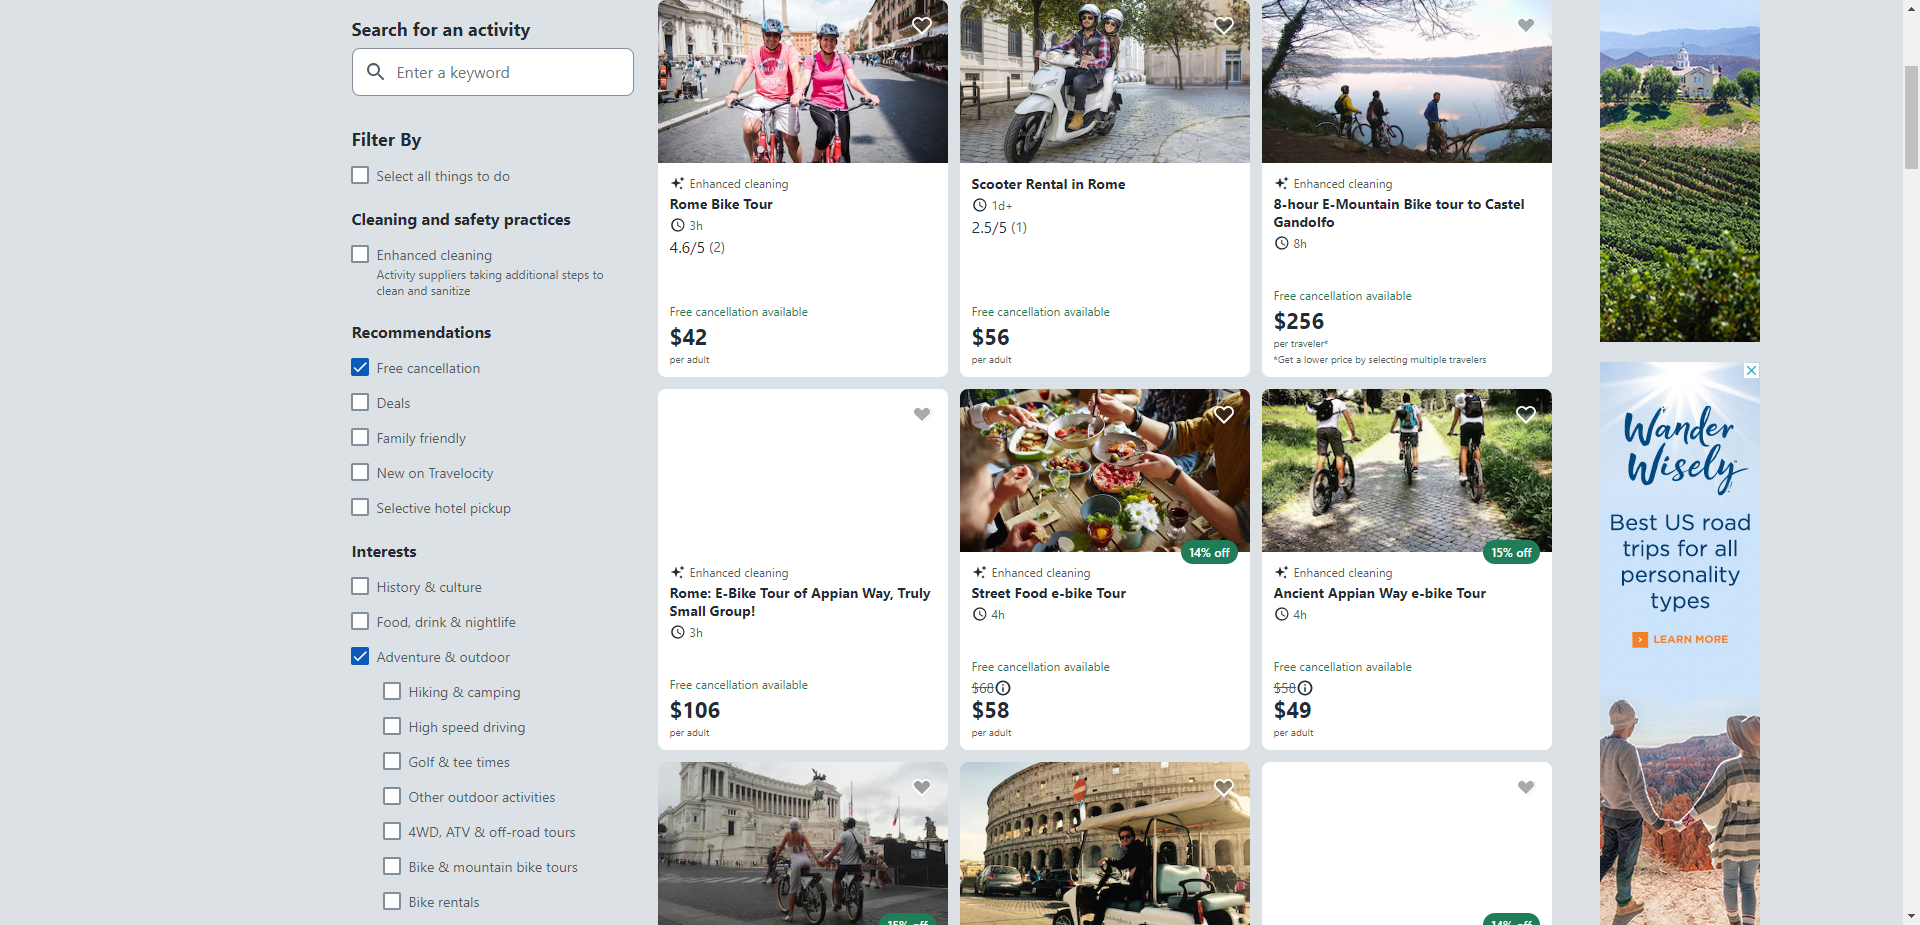 Search for an activity
Enter a keyword
Filter By
Select all things to do
Cleaning and safety practices
Enhanced cleaning
Activity suppliers taking additional steps to
clean and sanitize
Recommendations
Free cancellation
Deals
Family friendly
New on Travelocity
Selective hotel pickup
Interests
History & culture
Food, drink & nightlife
Adventure & outdoor
Hiking & camping
High speed driving
Golf & tee times
Other outdoor activities
4WD, ATV & off-road tours
Bike & mountain bike tours
Bike rentals
Enhanced cleaning
Rome Bike Tour
3h
4.6/5 (2)
Free cancellation available
$42
per adult
Scooter Rental in Rome
1d+
2.5/5 (1)
Free cancellation available
$56
per adult
Enhanced cleaning
8-hour E-Mountain Bike tour to Castel
Gandolfo
8h
Free cancellation available
$256
per traveler*
*Get a lower price by selecting multiple travelers
Enhanced cleaning
Rome: E-Bike Tour of Appian Way, Truly
Small Group!
3h
Free cancellation available
$106
per adult
14% off
Enhanced cleaning
Street Food e-bike Tour
4h
Free cancellation available
$68
$58
per adult
15% off
Enhanced cleaning
Ancient Appian Way e-bike Tour
4h
Free cancellation available
$58
$49
per adult
15% off
14% off
Wander
Wisely
Best US road
trips for all
personality
types
LEARN MORE